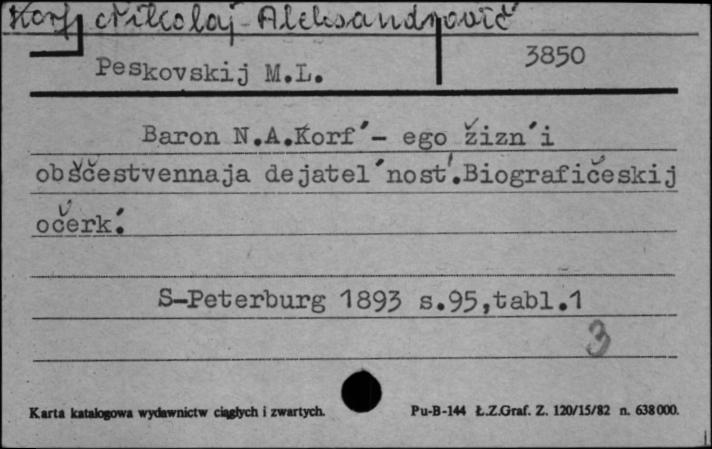 Korf Nikolaj Aleksandrovič
Peskovskij M.L.
3850
Baron N.A.Korf´- ego žizn´i
obščestvennaja dejatel´nost´.Biografičeskij
očerk.
S-Peterburg 1893 s.95,tabl.1
3
Karta katalogowa wydawnictw ciągłych i zwartych.
Pu-B-144 Ł.Z.Graf. Z. 120/15/82 n. 638000.